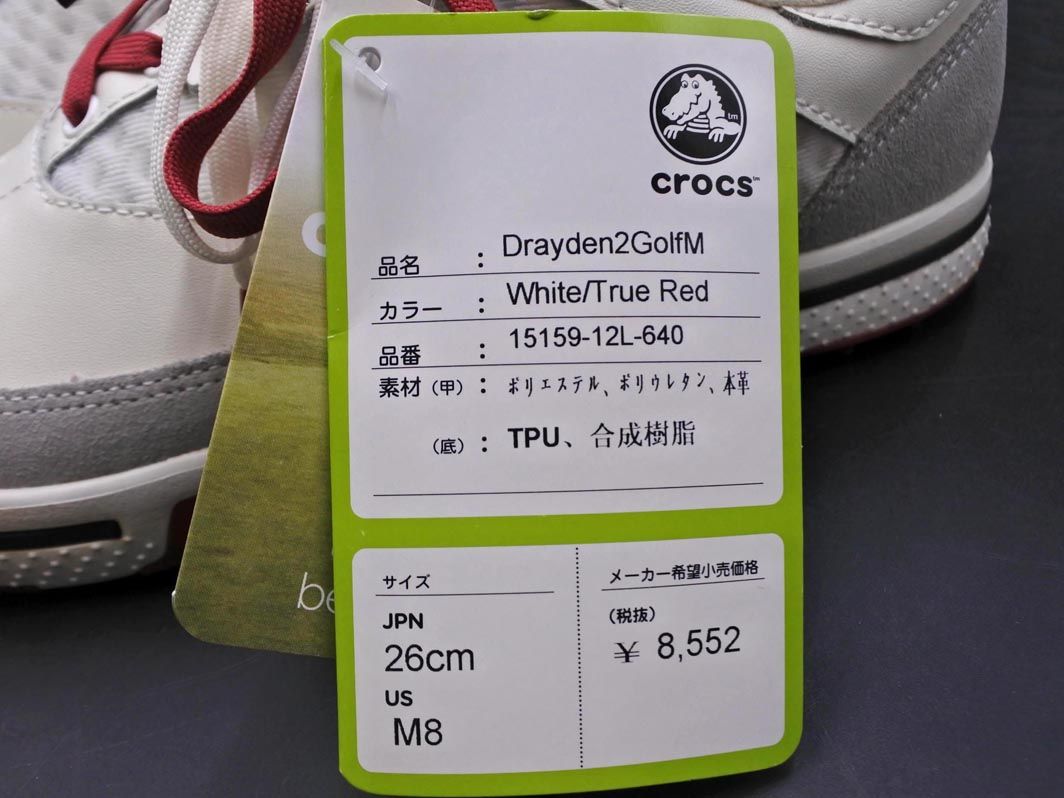 crocs™
品名 : Drayden2GolfM
カラー : White/True Red
品番 : 15159-12L-640
素材（甲）: ポリエステル、ポリウレタン、本革
（底）: TPU、合成樹脂
サイズ
JPN
26cm
US
M8
メーカー希望小売価格
（税抜）
¥ 8,552
be